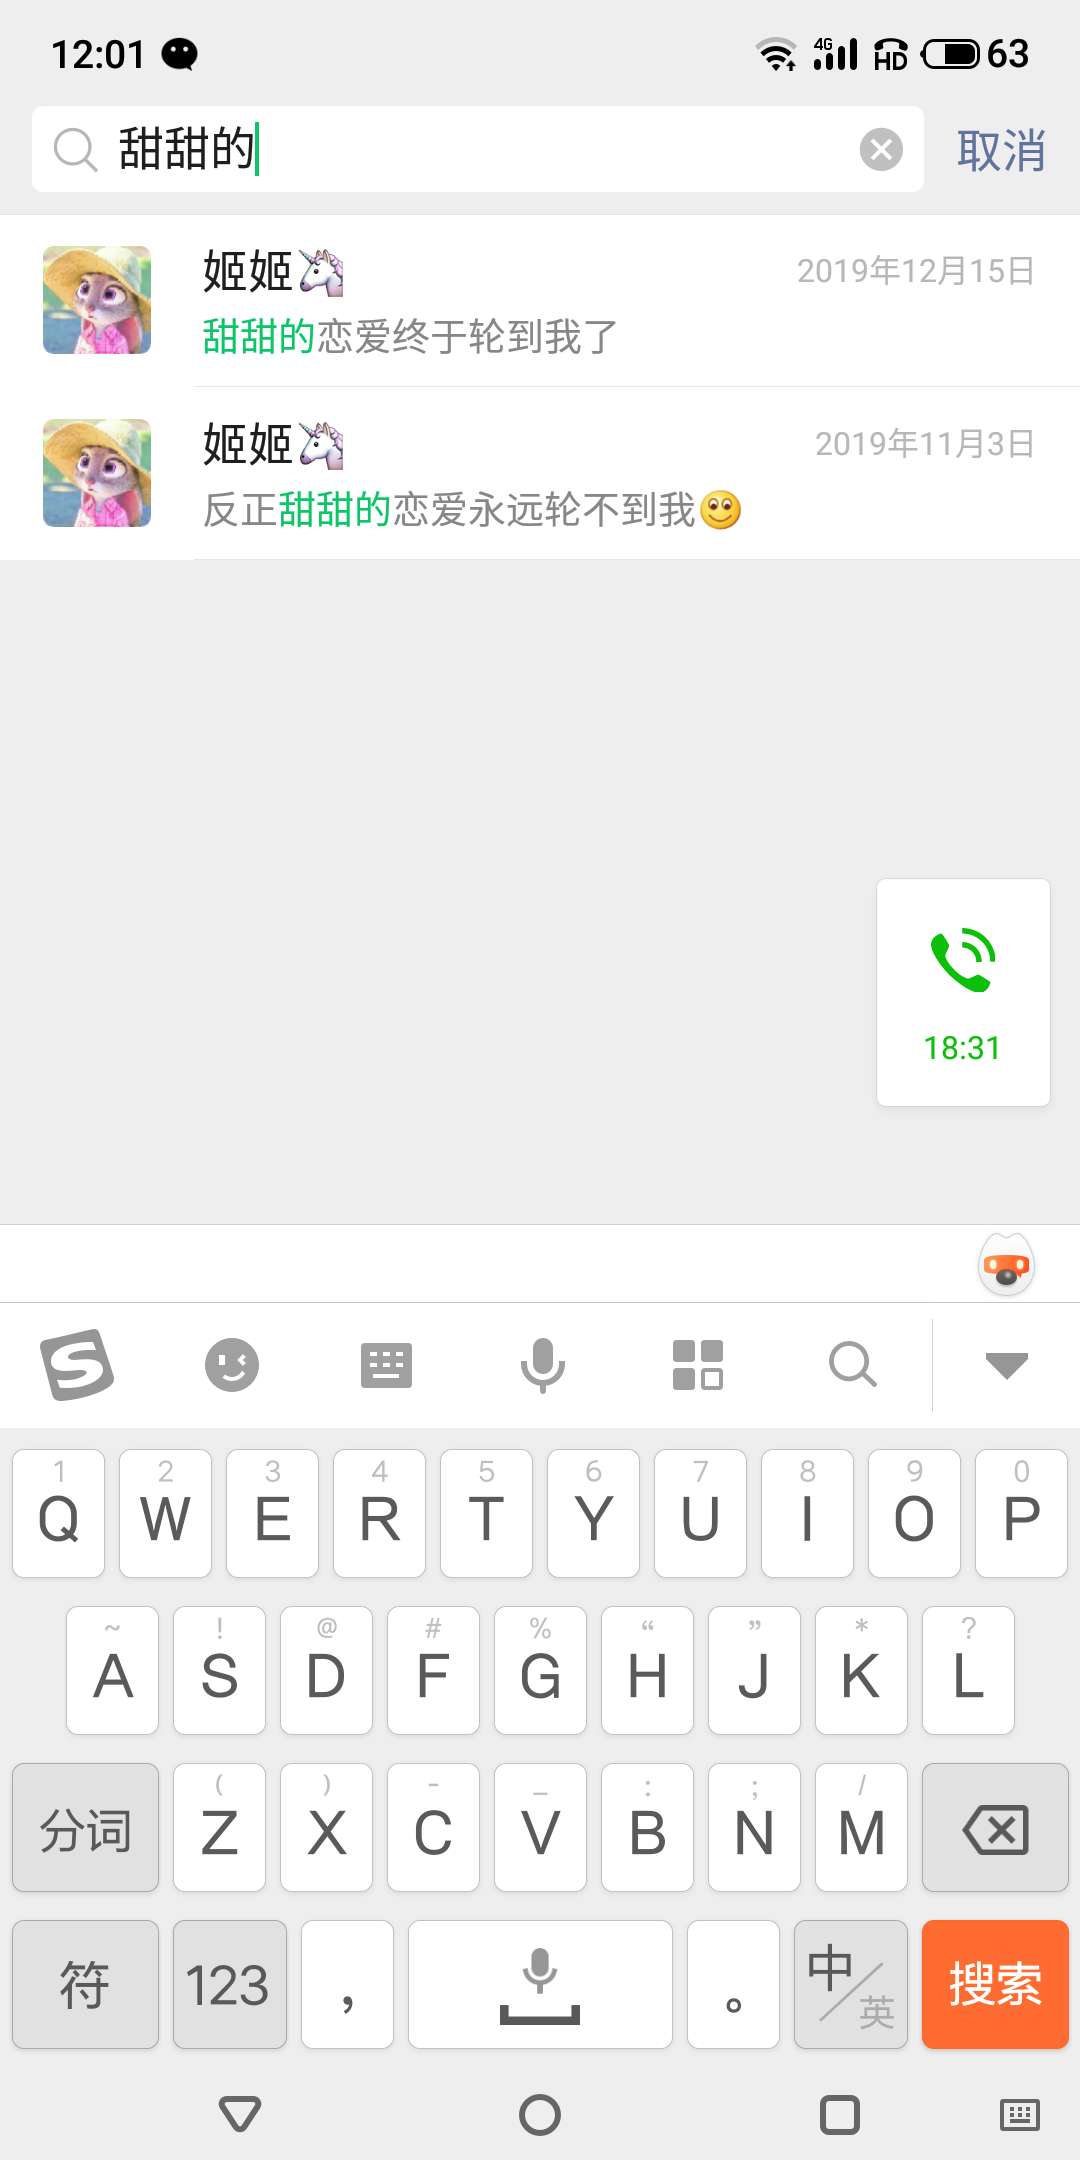 12:01 4G HD 63
甜甜的 取消
姬姬🦄 2019年12月15日
甜甜的恋爱终于轮到我了
姬姬🦄 2019年11月3日
反正甜甜的恋爱永远轮不到我🙂
18:31
1 2 3 4 5 6 7 8 9 0
Q W E R T Y U I O P
~ ! @ # % “ ” * ?
A S D F G H J K L
( ) - _ : ; /
分词 Z X C V B N M
符 123 , 。 中/英 搜索